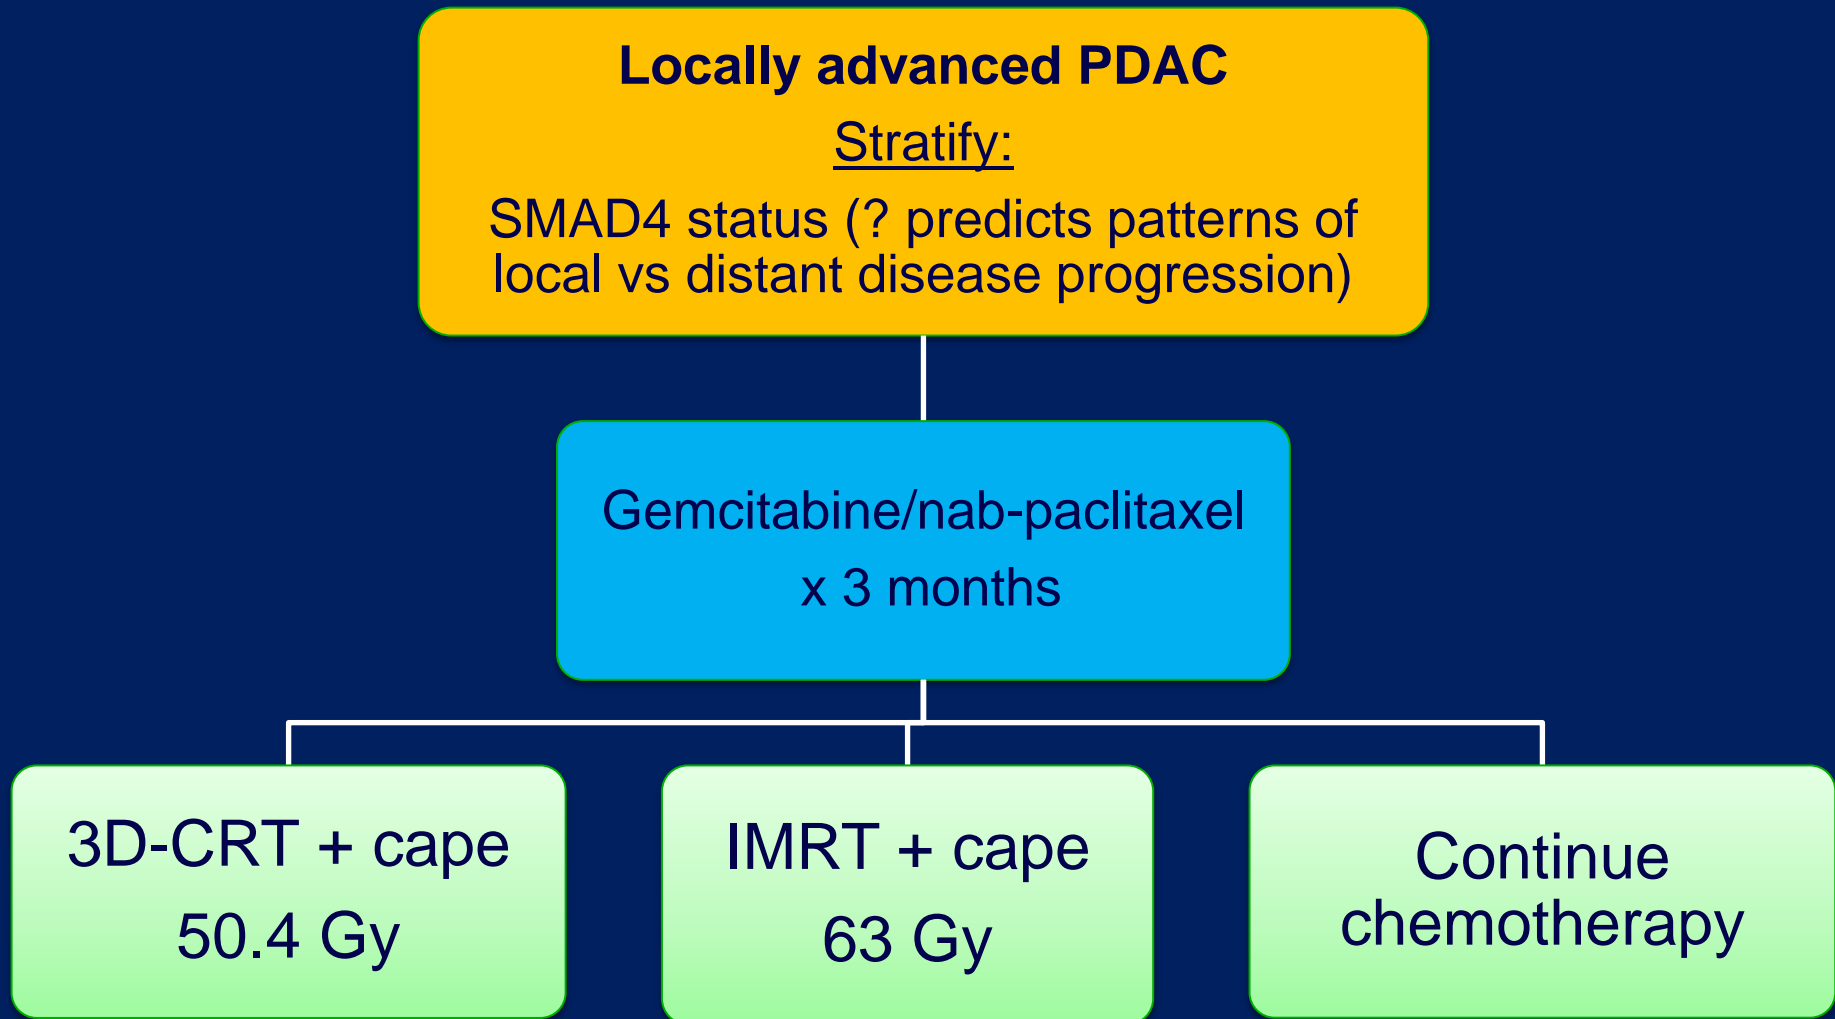 Locally advanced PDAC
Stratify:
SMAD4 status (? predicts patterns of
local vs distant disease progression)
Gemcitabine/nab-paclitaxel
x 3 months
3D-CRT + cape
50.4 Gy
IMRT + cape
63 Gy
Continue
chemotherapy